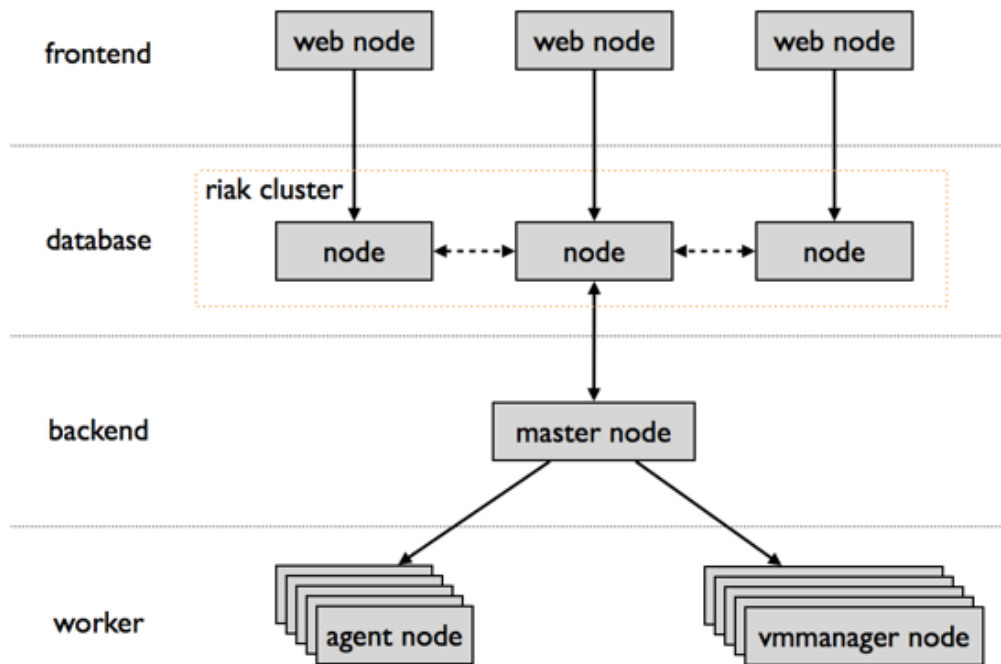 frontend
web node
web node
web node
riak cluster
database
node
node
node
backend
master node
worker
agent node
vmmanager node